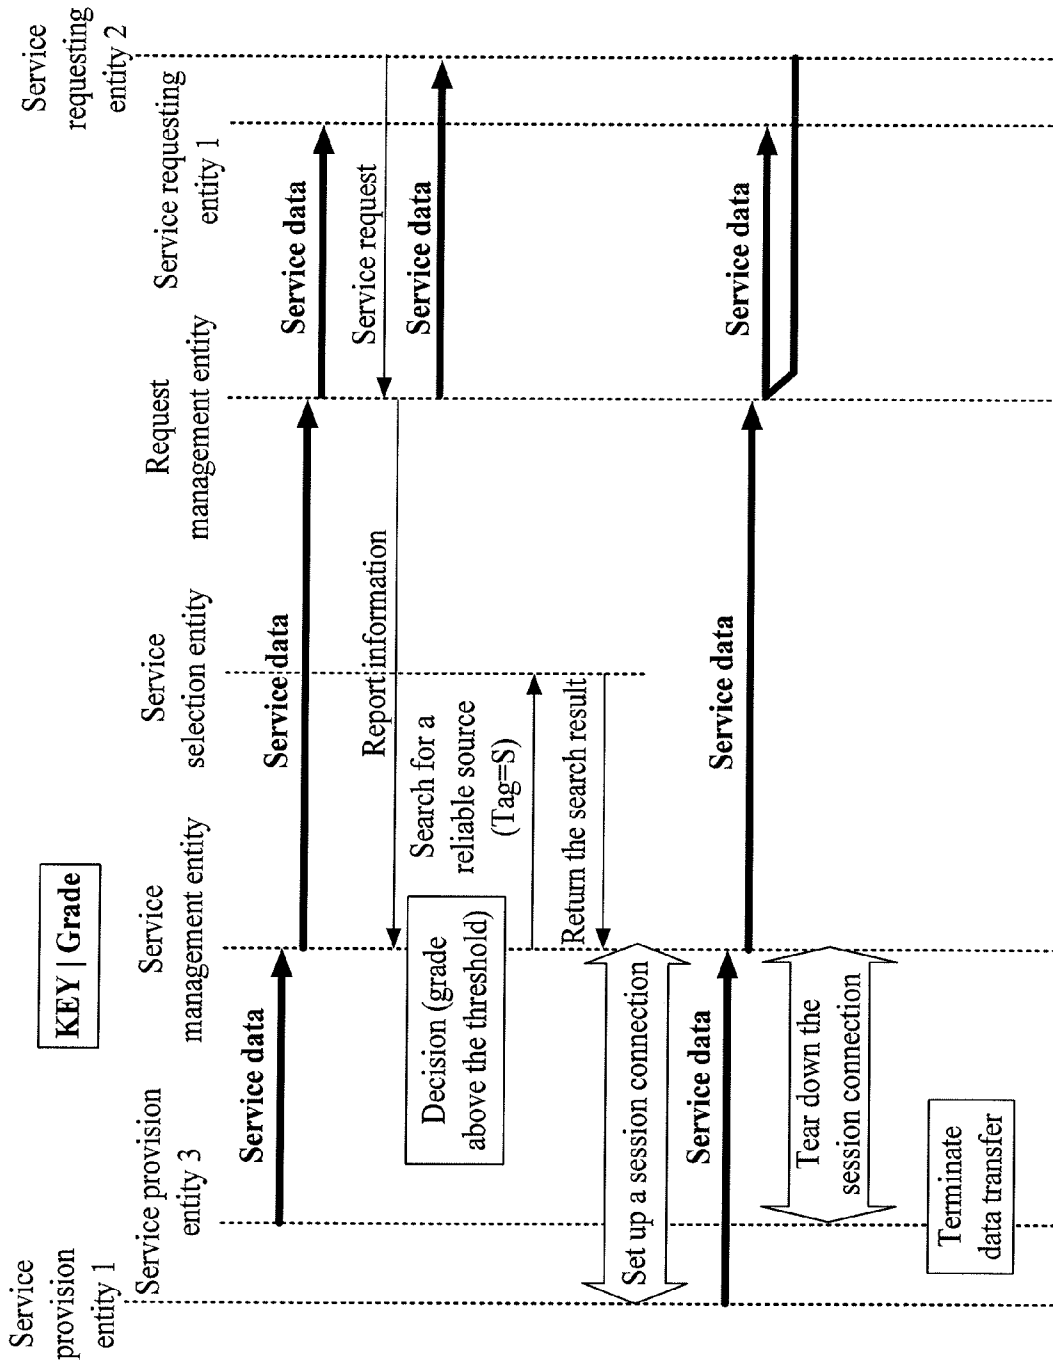 KEY | Grade
Service
provision
entity 1
Service provision
entity 3
Service
management entity
Service
selection entity
Request
management entity
Service requesting
entity 1
Service
requesting
entity 2
Service data
Service data
Service data
Service request
Report information
Service data
Decision (grade
above the threshold)
Search for a
reliable source
(Tag=S)
Return the search result
Set up a session connection
Service data
Service data
Service data
Tear down the
session connection
Terminate
data transfer